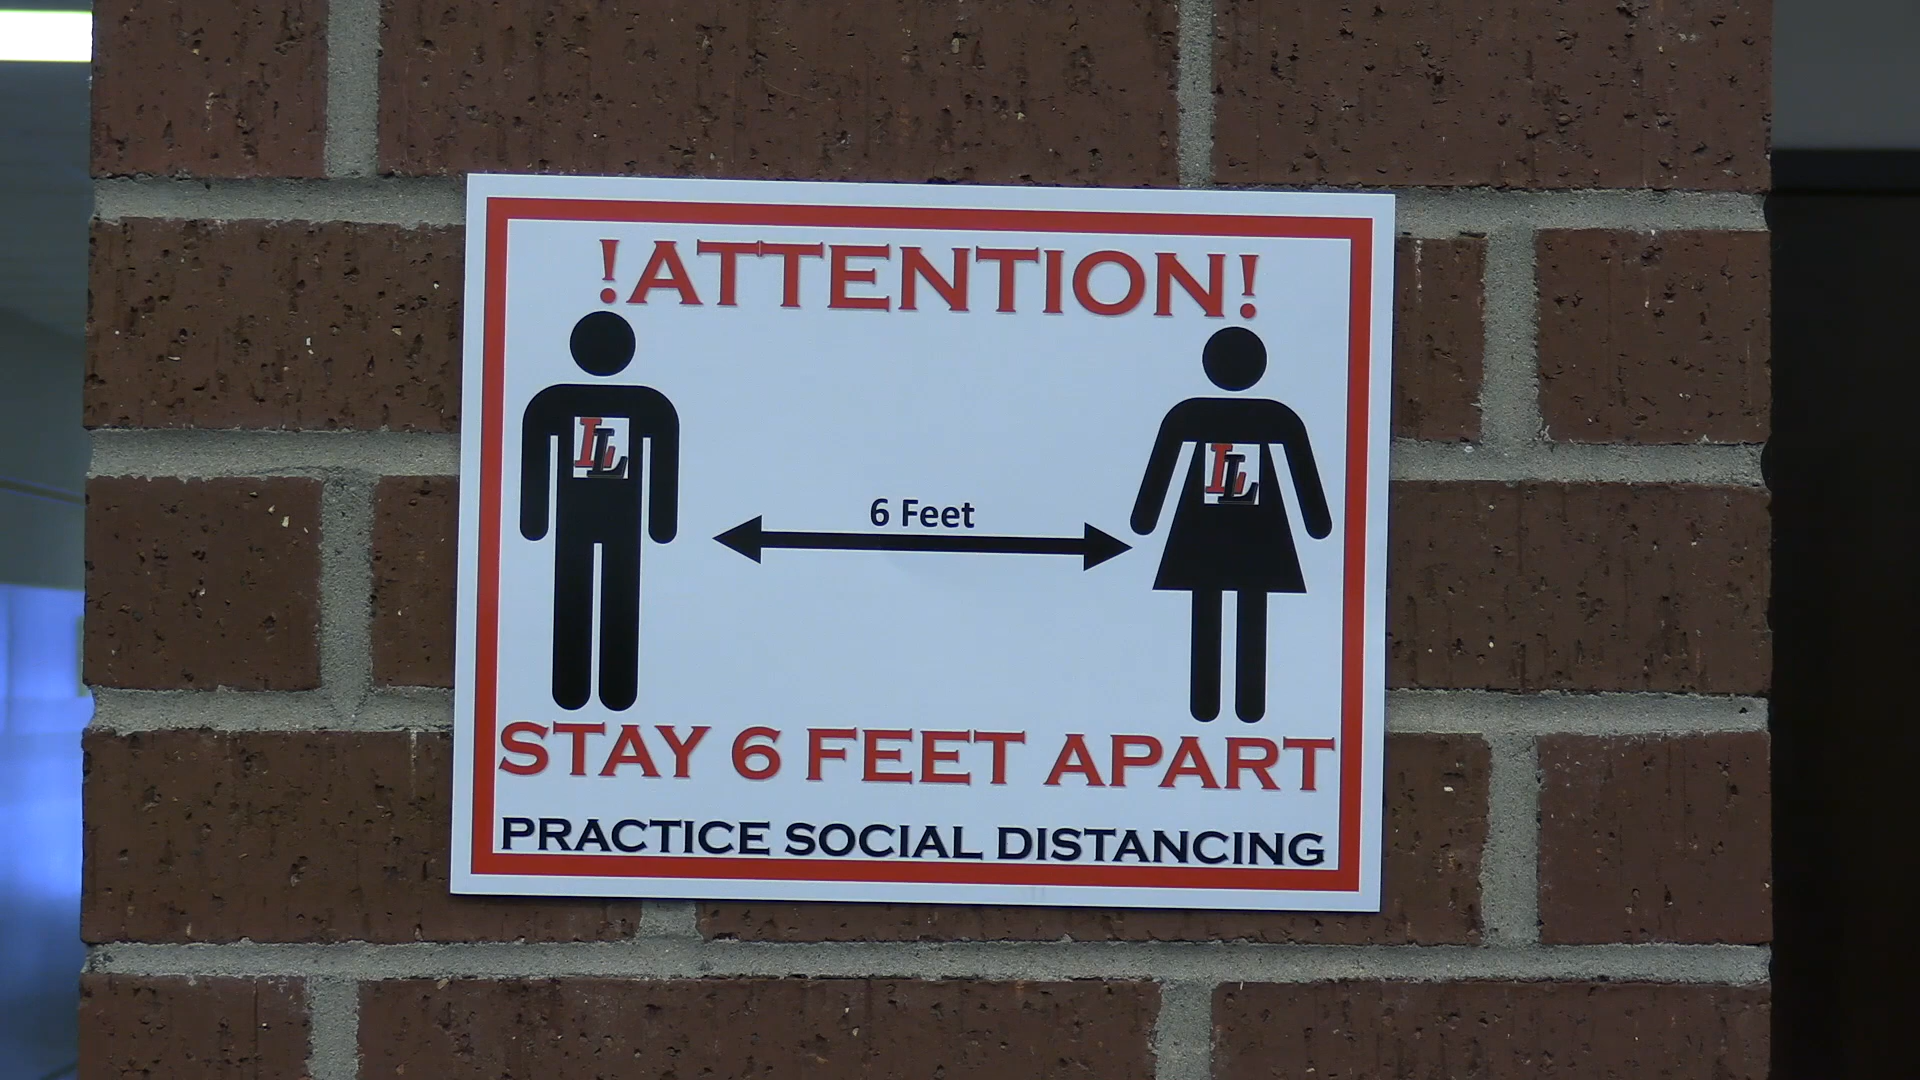 !ATTENTION!
LL
LL
6 Feet
STAY 6 FEET APART
PRACTICE SOCIAL DISTANCING